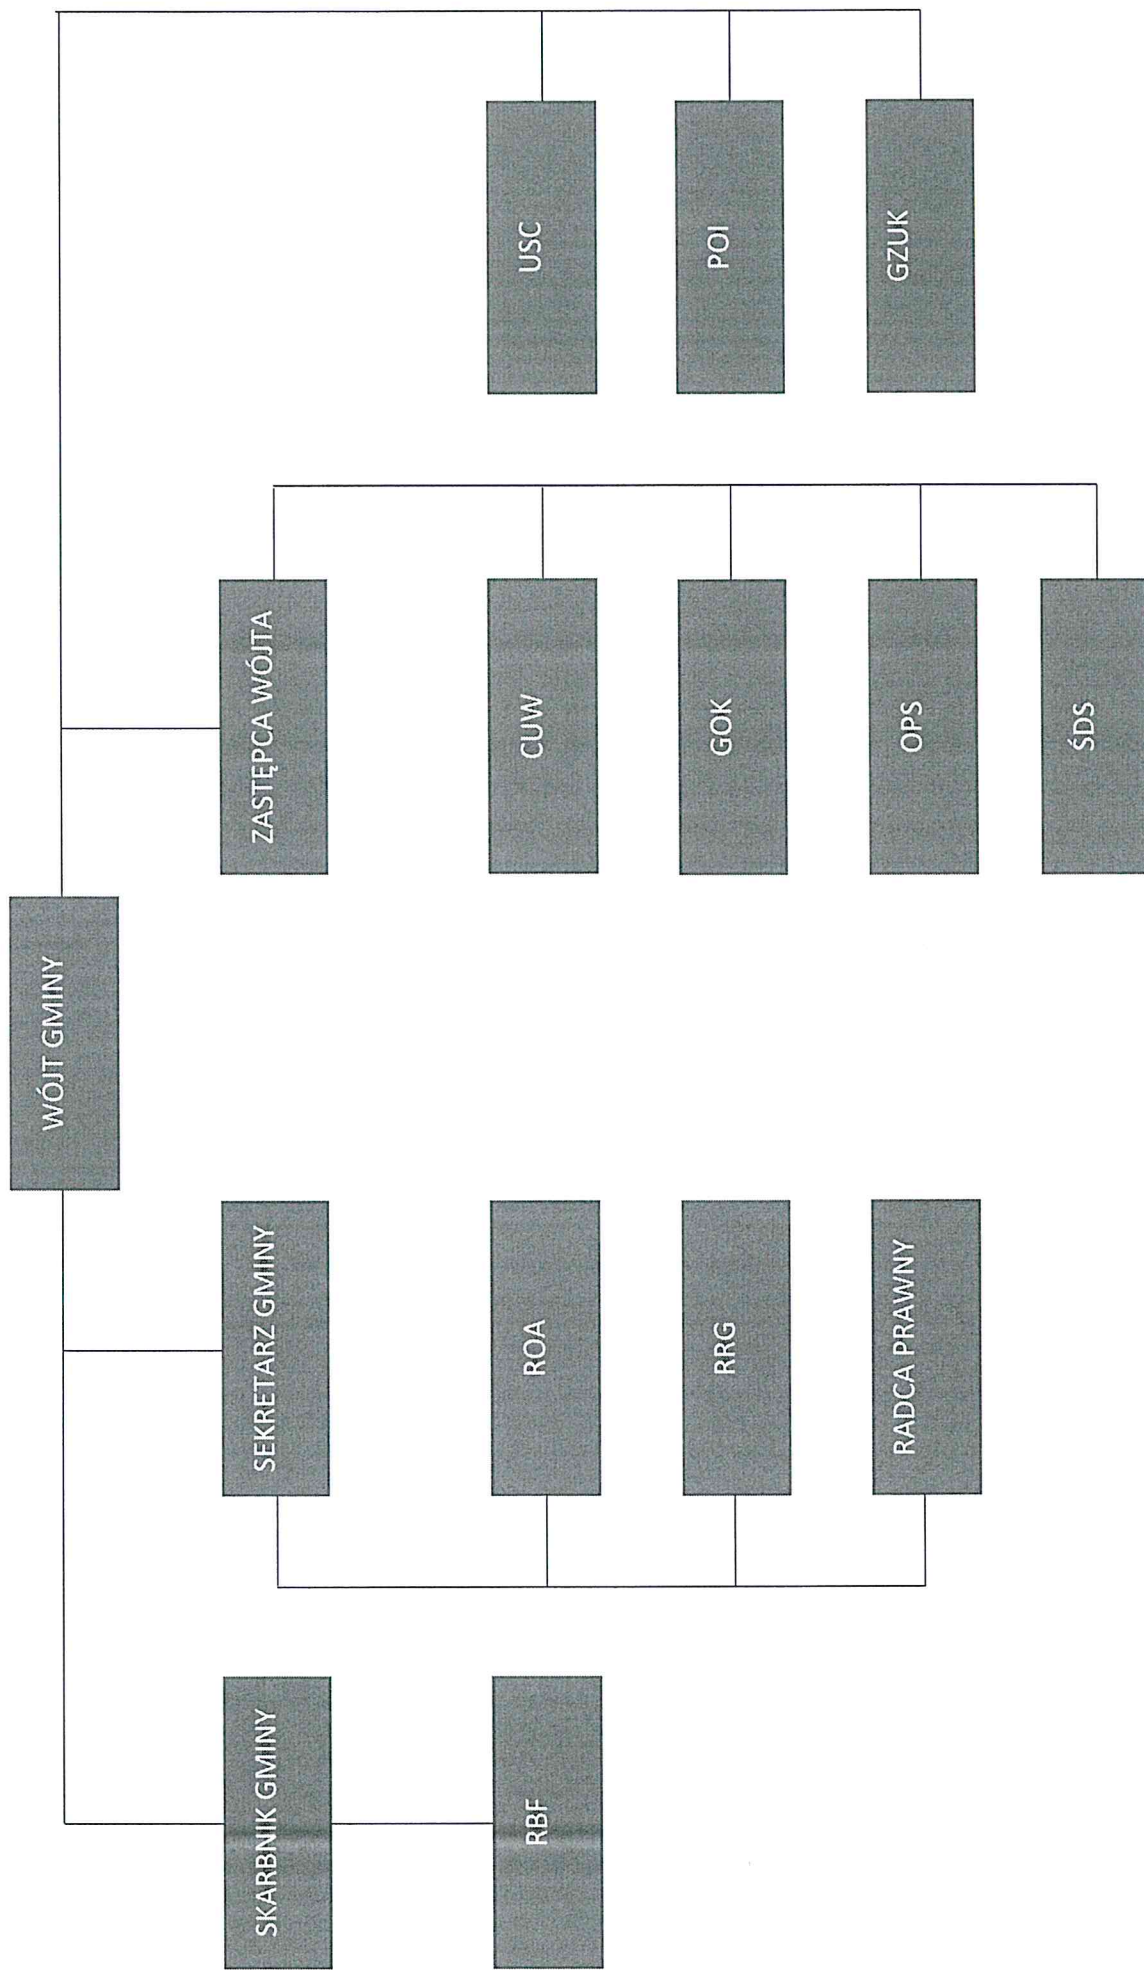 WÓJT GMINY
SKARBNIK GMINY
SEKRETARZ GMINY
ZASTĘPCA WÓJTA
RBF
ROA
RRG
RADCA PRAWNY
CUW
GOK
OPS
ŚDS
USC
POI
GZUK